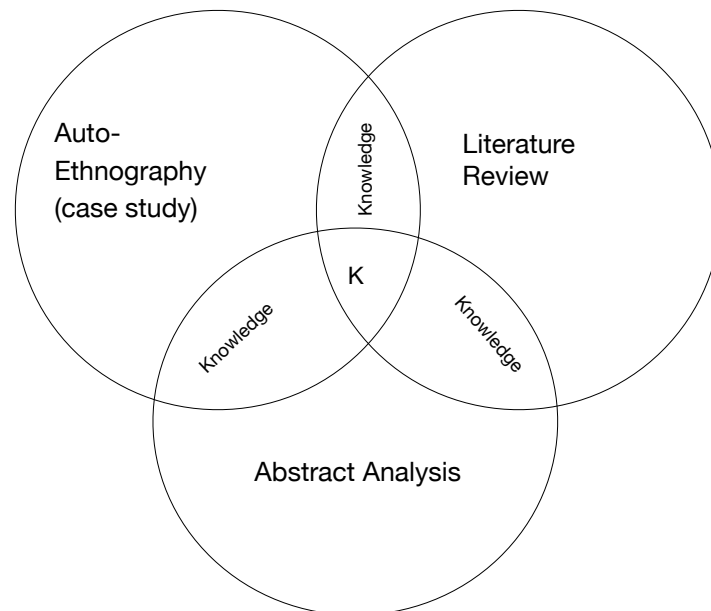 Auto-
Ethnography
(case study)
Knowledge
Literature
Review
K
Knowledge
Knowledge
Abstract Analysis